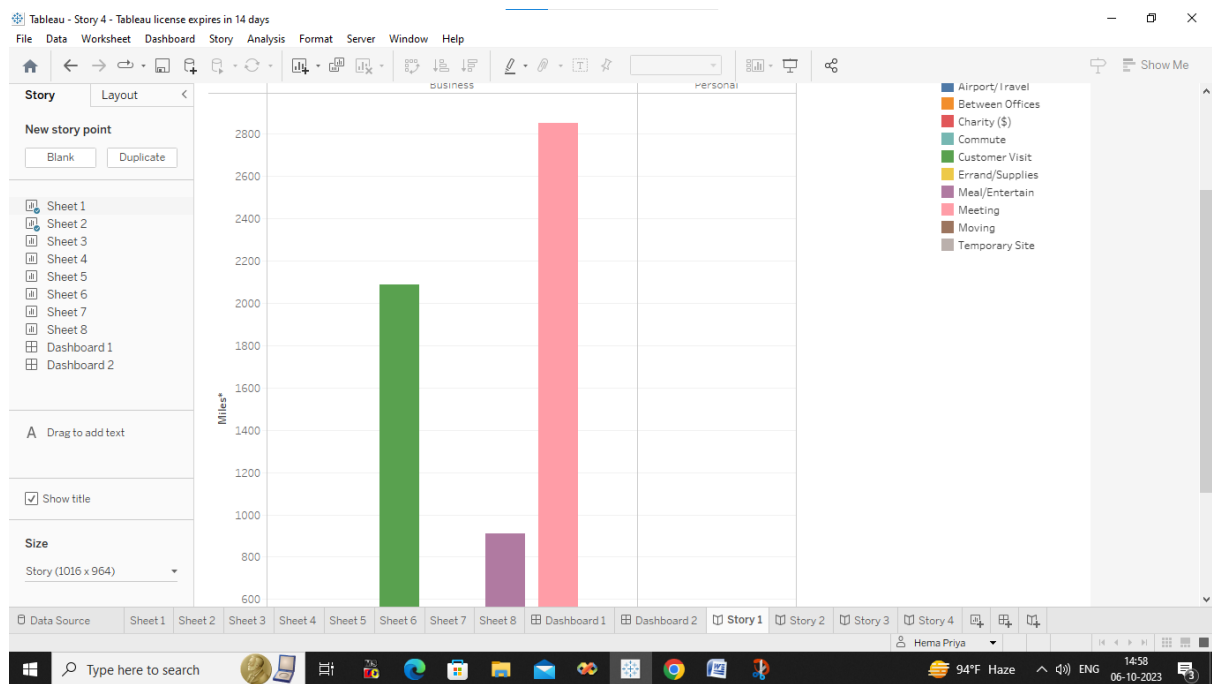 Tableau - Story 4 - Tableau license expires in 14 days
File Data Worksheet Dashboard Story Analysis Format Server Window Help
Show Me
Story Layout
New story point
Blank Duplicate
Sheet 1
Sheet 2
Sheet 3
Sheet 4
Sheet 5
Sheet 6
Sheet 7
Sheet 8
Dashboard 1
Dashboard 2
A Drag to add text
Show title
Size
Story (1016 x 964)
Business Personal
Miles*
2800
2600
2400
2200
2000
1800
1600
1400
1200
1000
800
600
Airport/Travel
Between Offices
Charity ($)
Commute
Customer Visit
Errand/Supplies
Meal/Entertain
Meeting
Moving
Temporary Site
Data Source Sheet 1 Sheet 2 Sheet 3 Sheet 4 Sheet 5 Sheet 6 Sheet 7 Sheet 8 Dashboard 1 Dashboard 2 Story 1 Story 2 Story 3 Story 4
Hema Priya
Type here to search
94°F Haze
ENG
14:58
06-10-2023
3